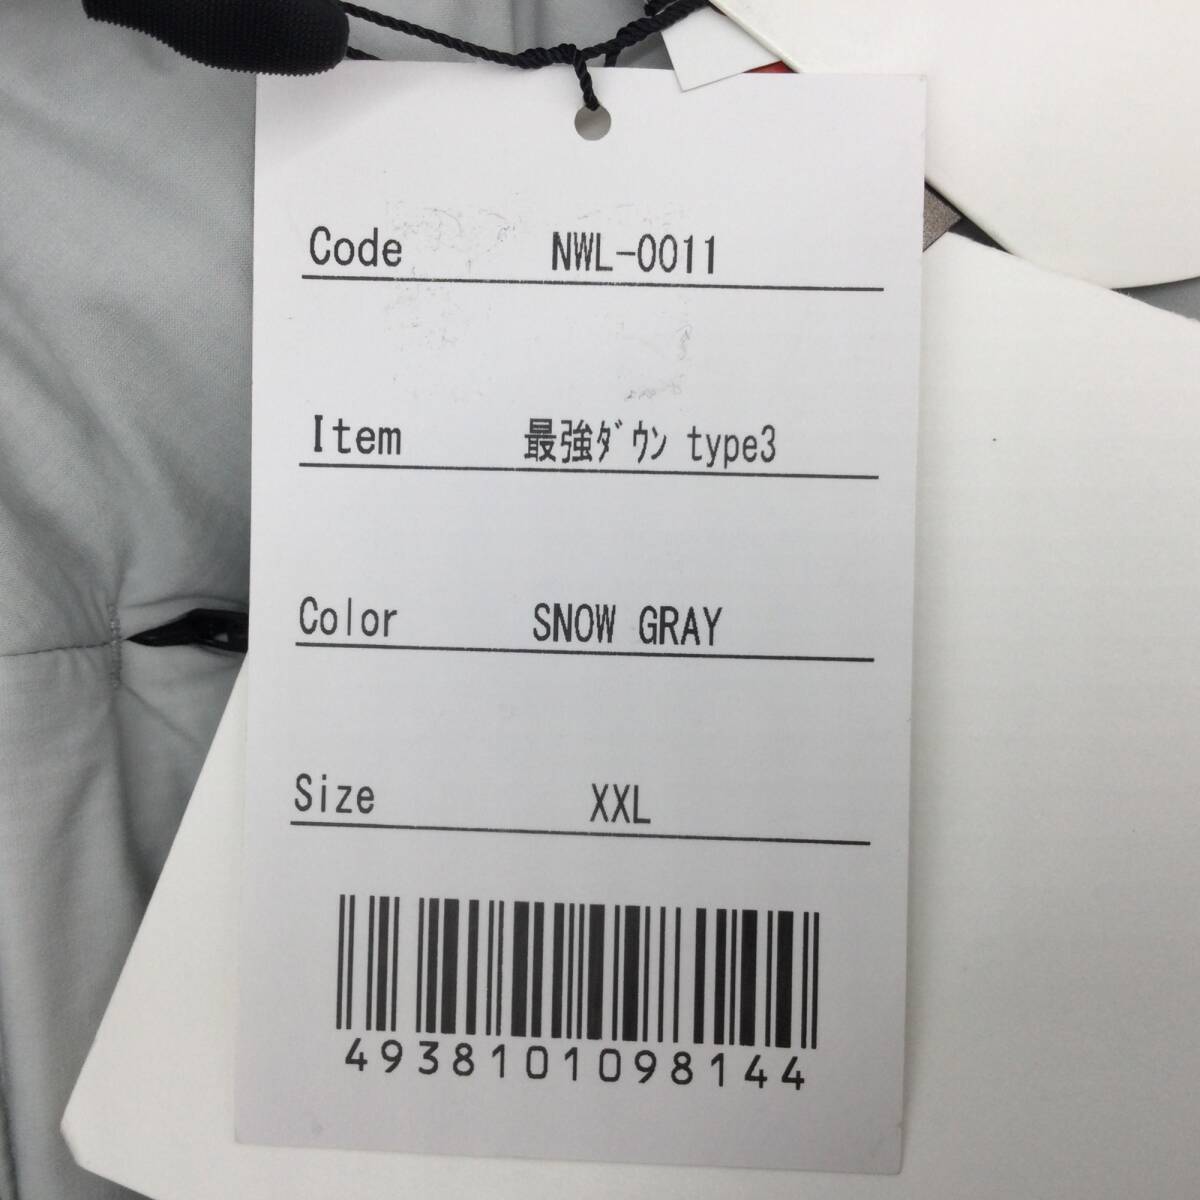 Code NWL-0011
Item 最強ﾀﾞｳﾝ type3
Color SNOW GRAY
Size XXL
4938101098144